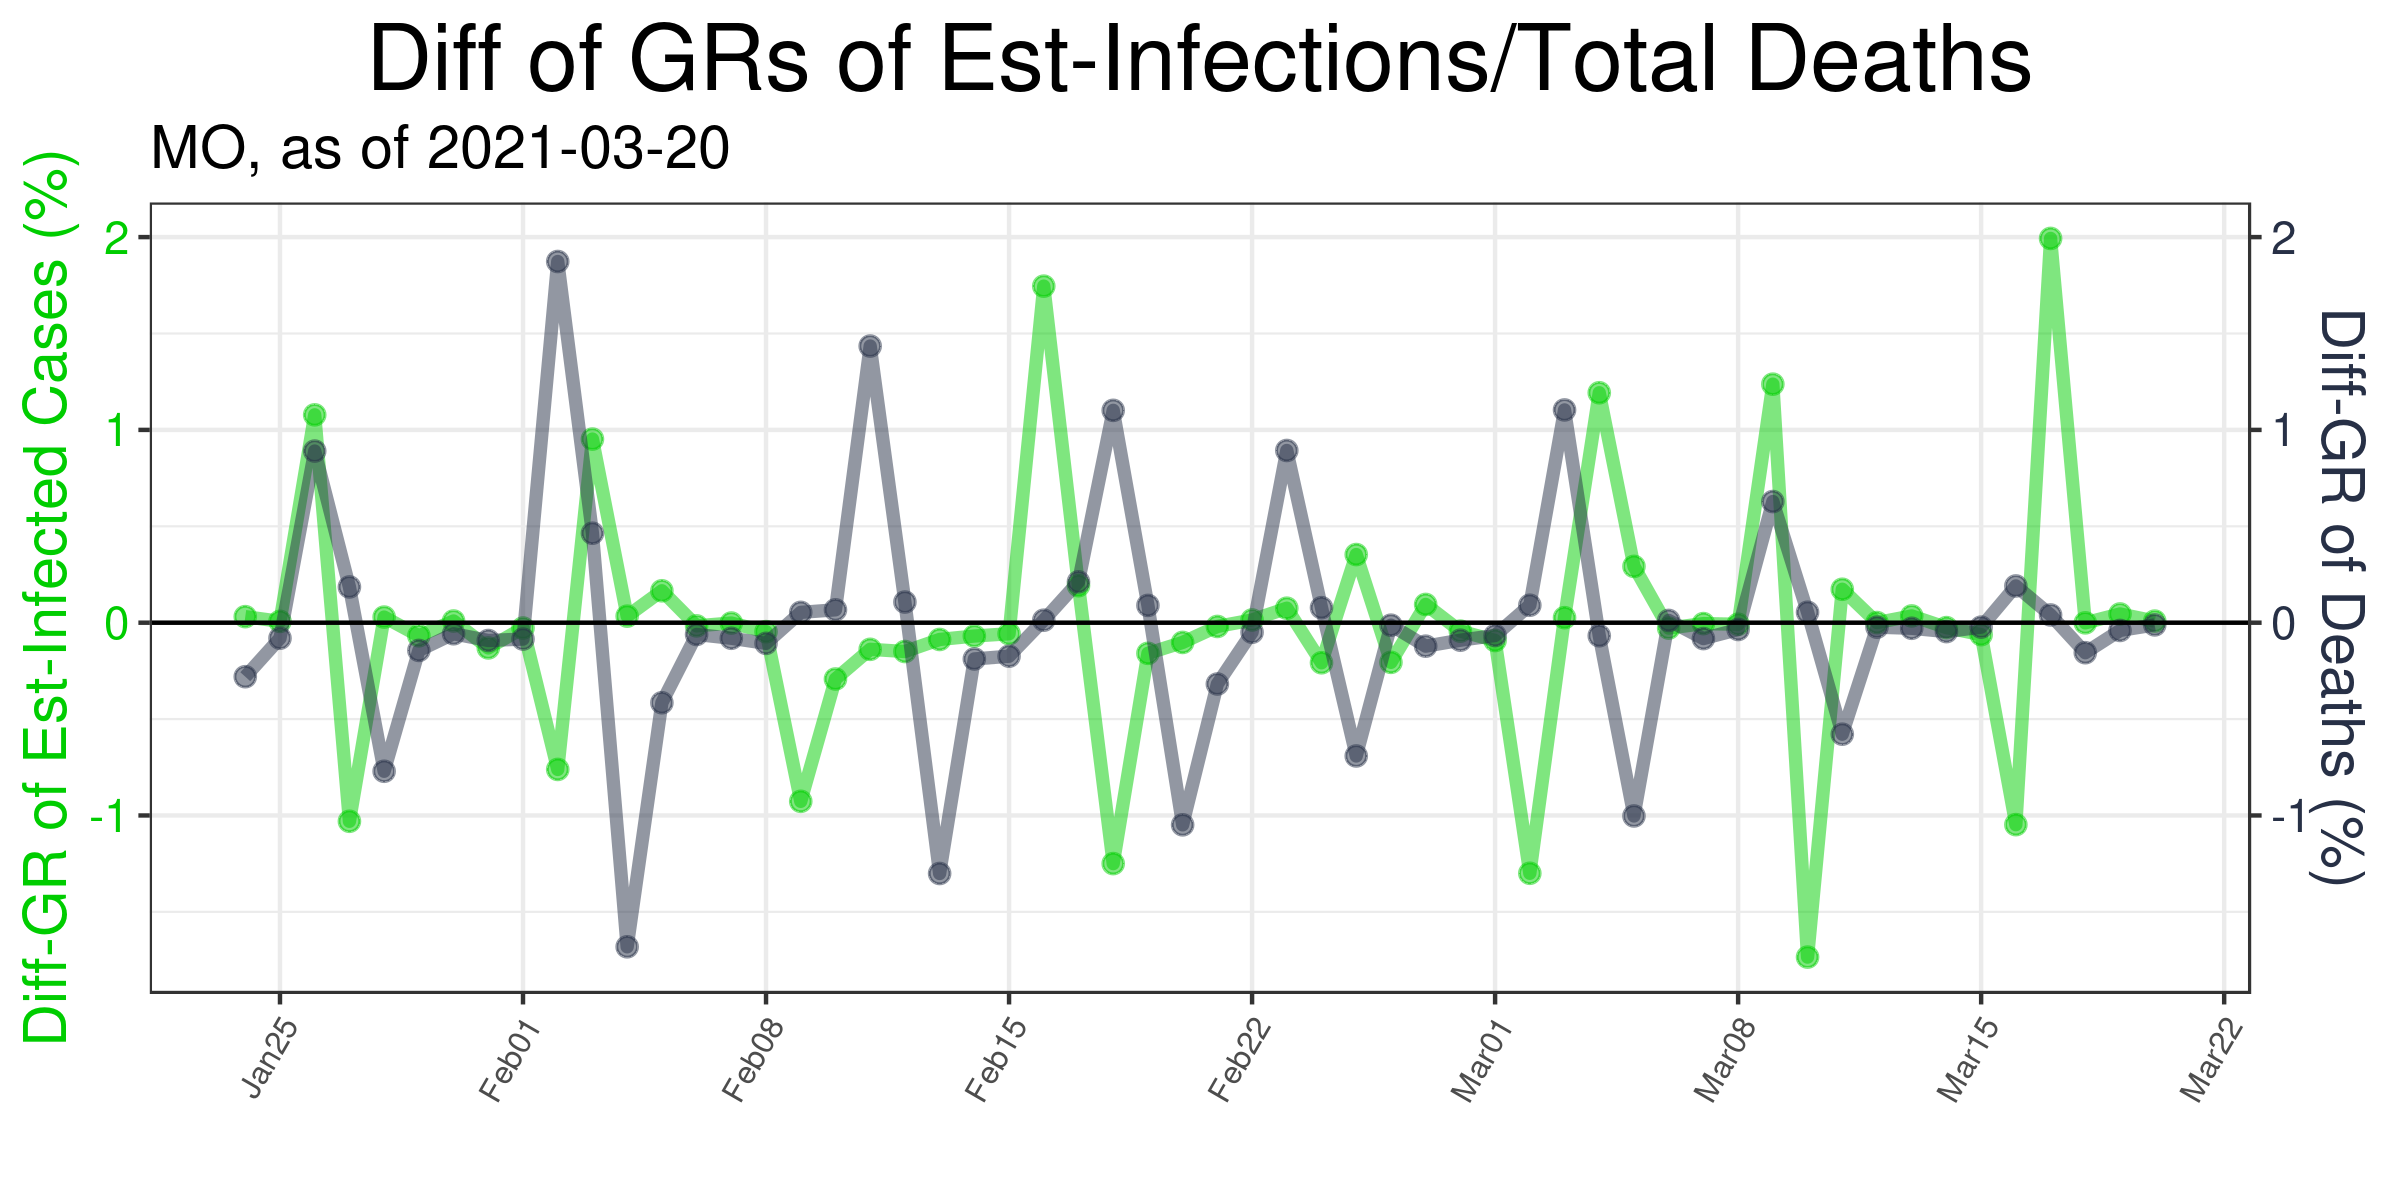 Diff of GRs of Est-Infections/Total Deaths
MO, as of 2021-03-20
Diff-GR of Est-Infected Cases (%)
2
1
0
-1
2
1
0
-1
Diff-GR of Deaths (%)
Jan25
Feb01
Feb08
Feb15
Feb22
Mar01
Mar08
Mar15
Mar22